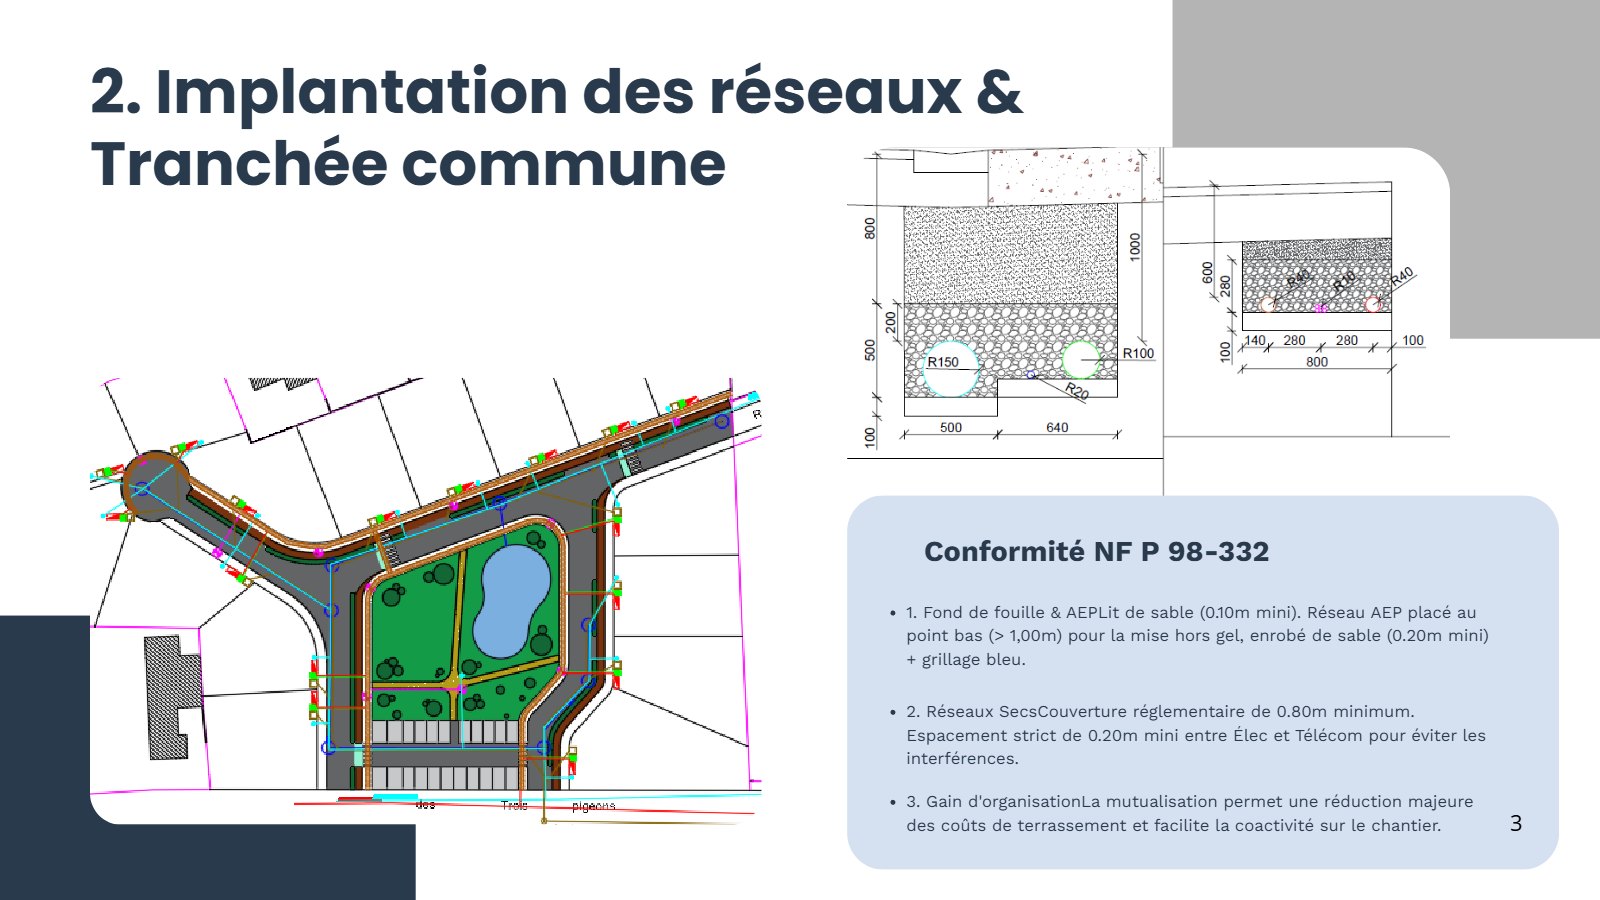 2. Implantation des réseaux &
Tranchée commune
800
200
500
100
500
640
1000
R150
R100
R20
600
280
100
R40
R10
R40
140
280
280
100
800
R
des Trois pigeons
Conformité NF P 98-332
• 1. Fond de fouille & AEPLit de sable (0.10m mini). Réseau AEP placé au
point bas (> 1,00m) pour la mise hors gel, enrobé de sable (0.20m mini)
+ grillage bleu.
• 2. Réseaux SecsCouverture réglementaire de 0.80m minimum.
Espacement strict de 0.20m mini entre Élec et Télécom pour éviter les
interférences.
• 3. Gain d'organisationLa mutualisation permet une réduction majeure
des coûts de terrassement et facilite la coactivité sur le chantier.
3